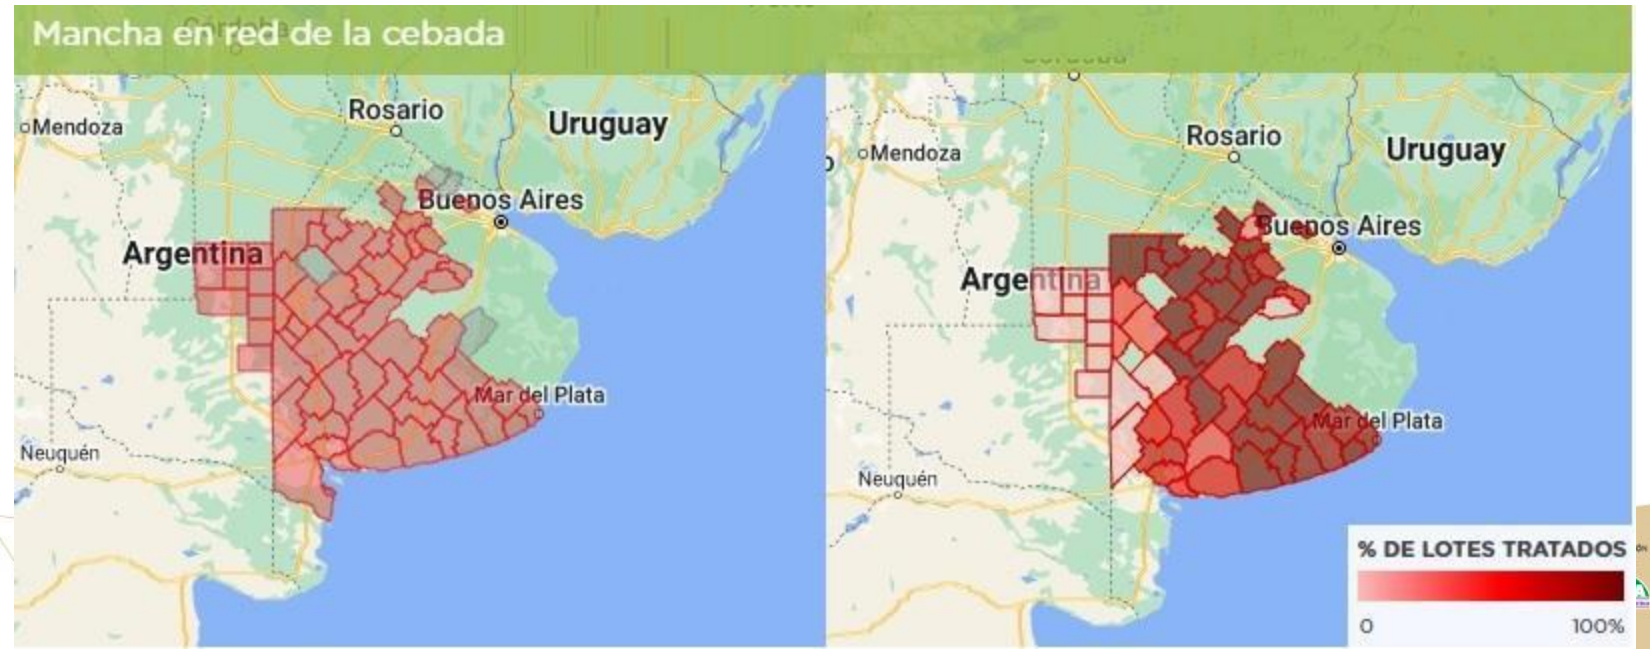 Mancha en red de la cebada
Rosario
Mendoza
Uruguay
Buenos Aires
Argentina
Mar del Plata
Neuquén
Rosario
Mendoza
Uruguay
Buenos Aires
Argentina
Mar del Plata
Neuquén
% DE LOTES TRATADOS
0
100%